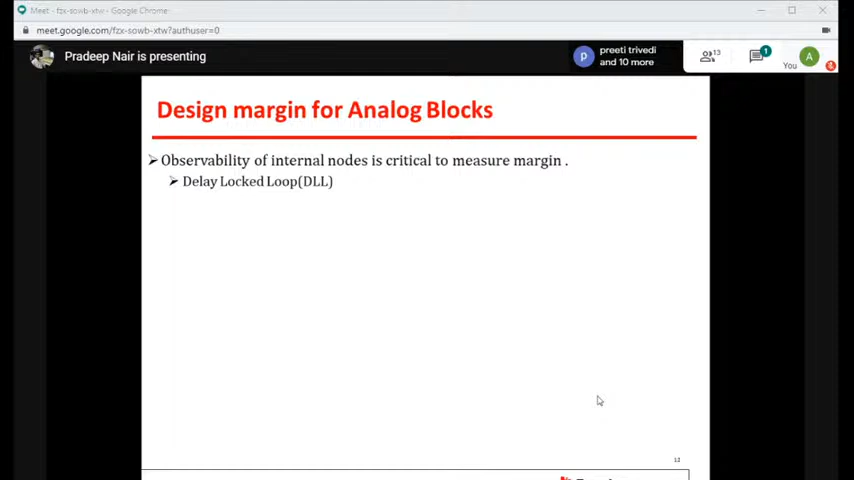 Meet - fzx-sowb-xtw - Google Chrome
meet.google.com/fzx-sowb-xtw?authuser=0
Pradeep Nair is presenting
P
preeti trivedi
and 10 more
13
1
You
A
Design margin for Analog Blocks
Observability of internal nodes is critical to measure margin .
Delay Locked Loop(DLL)